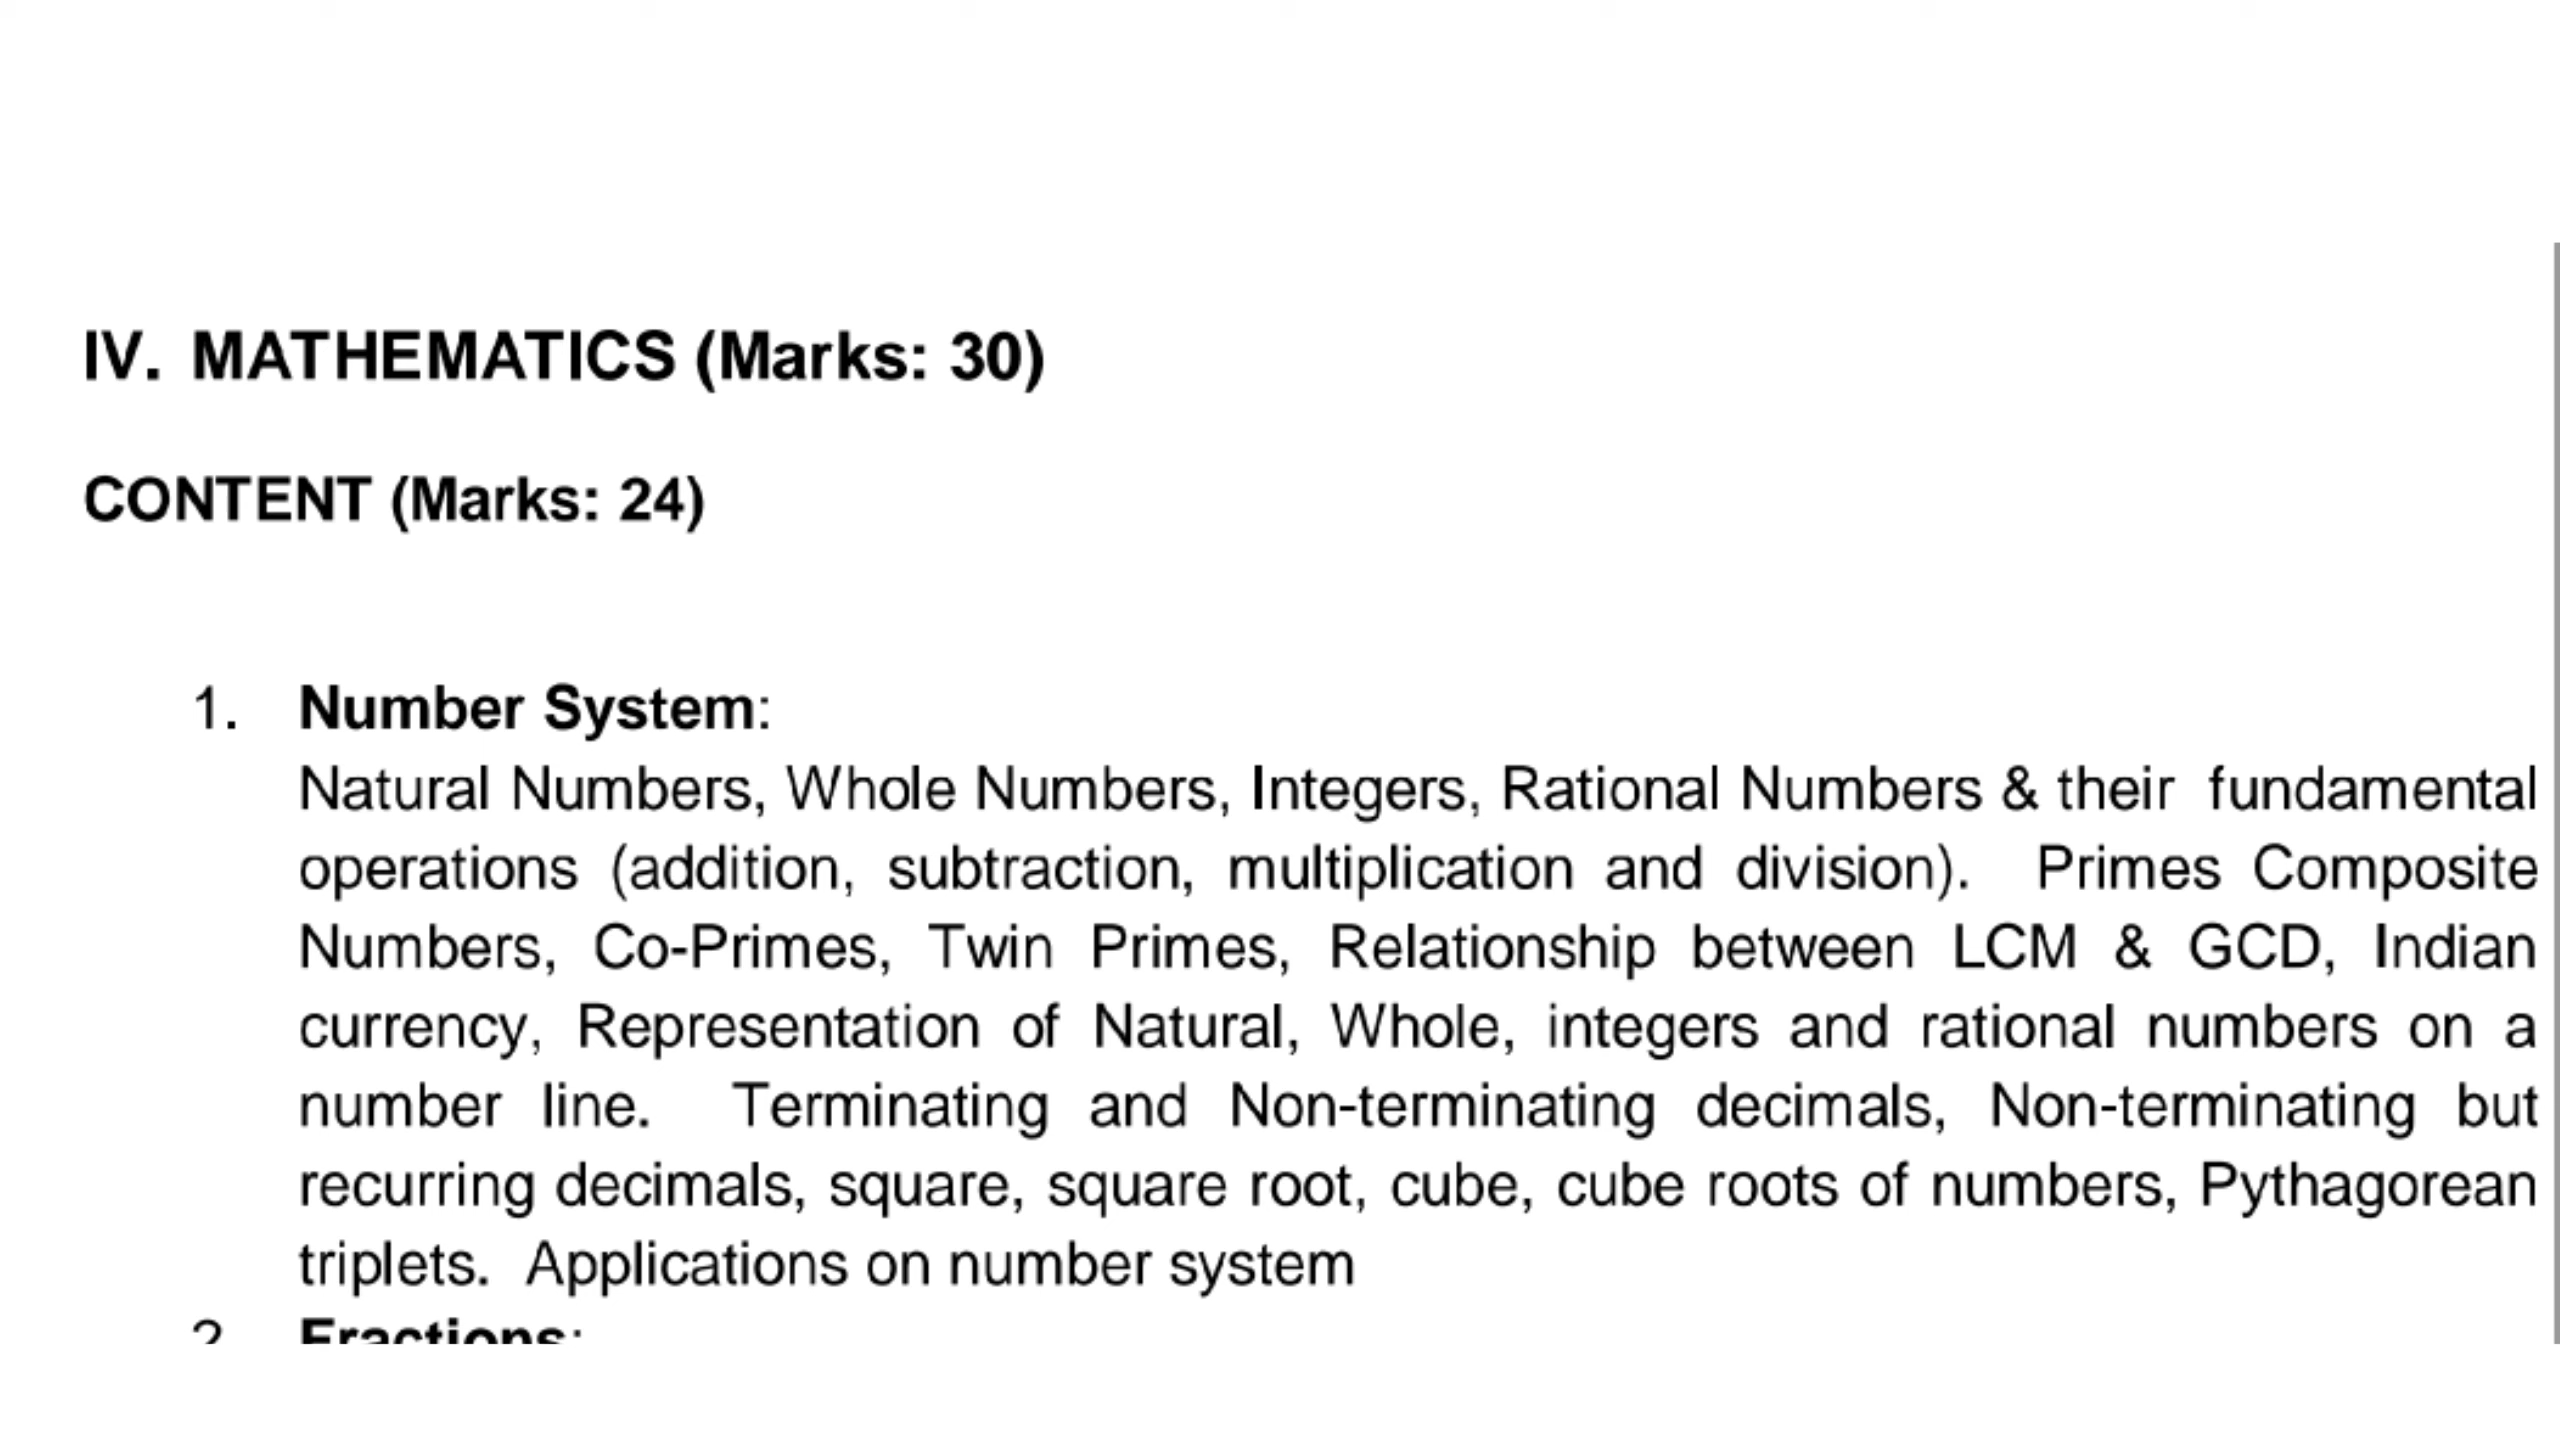 IV. MATHEMATICS (Marks: 30)
CONTENT (Marks: 24)
1. Number System:
Natural Numbers, Whole Numbers, Integers, Rational Numbers & their fundamental
operations (addition, subtraction, multiplication and division). Primes Composite
Numbers, Co-Primes, Twin Primes, Relationship between LCM & GCD, Indian
currency, Representation of Natural, Whole, integers and rational numbers on a
number line. Terminating and Non-terminating decimals, Non-terminating but
recurring decimals, square, square root, cube, cube roots of numbers, Pythagorean
triplets. Applications on number system
2 Fractions: